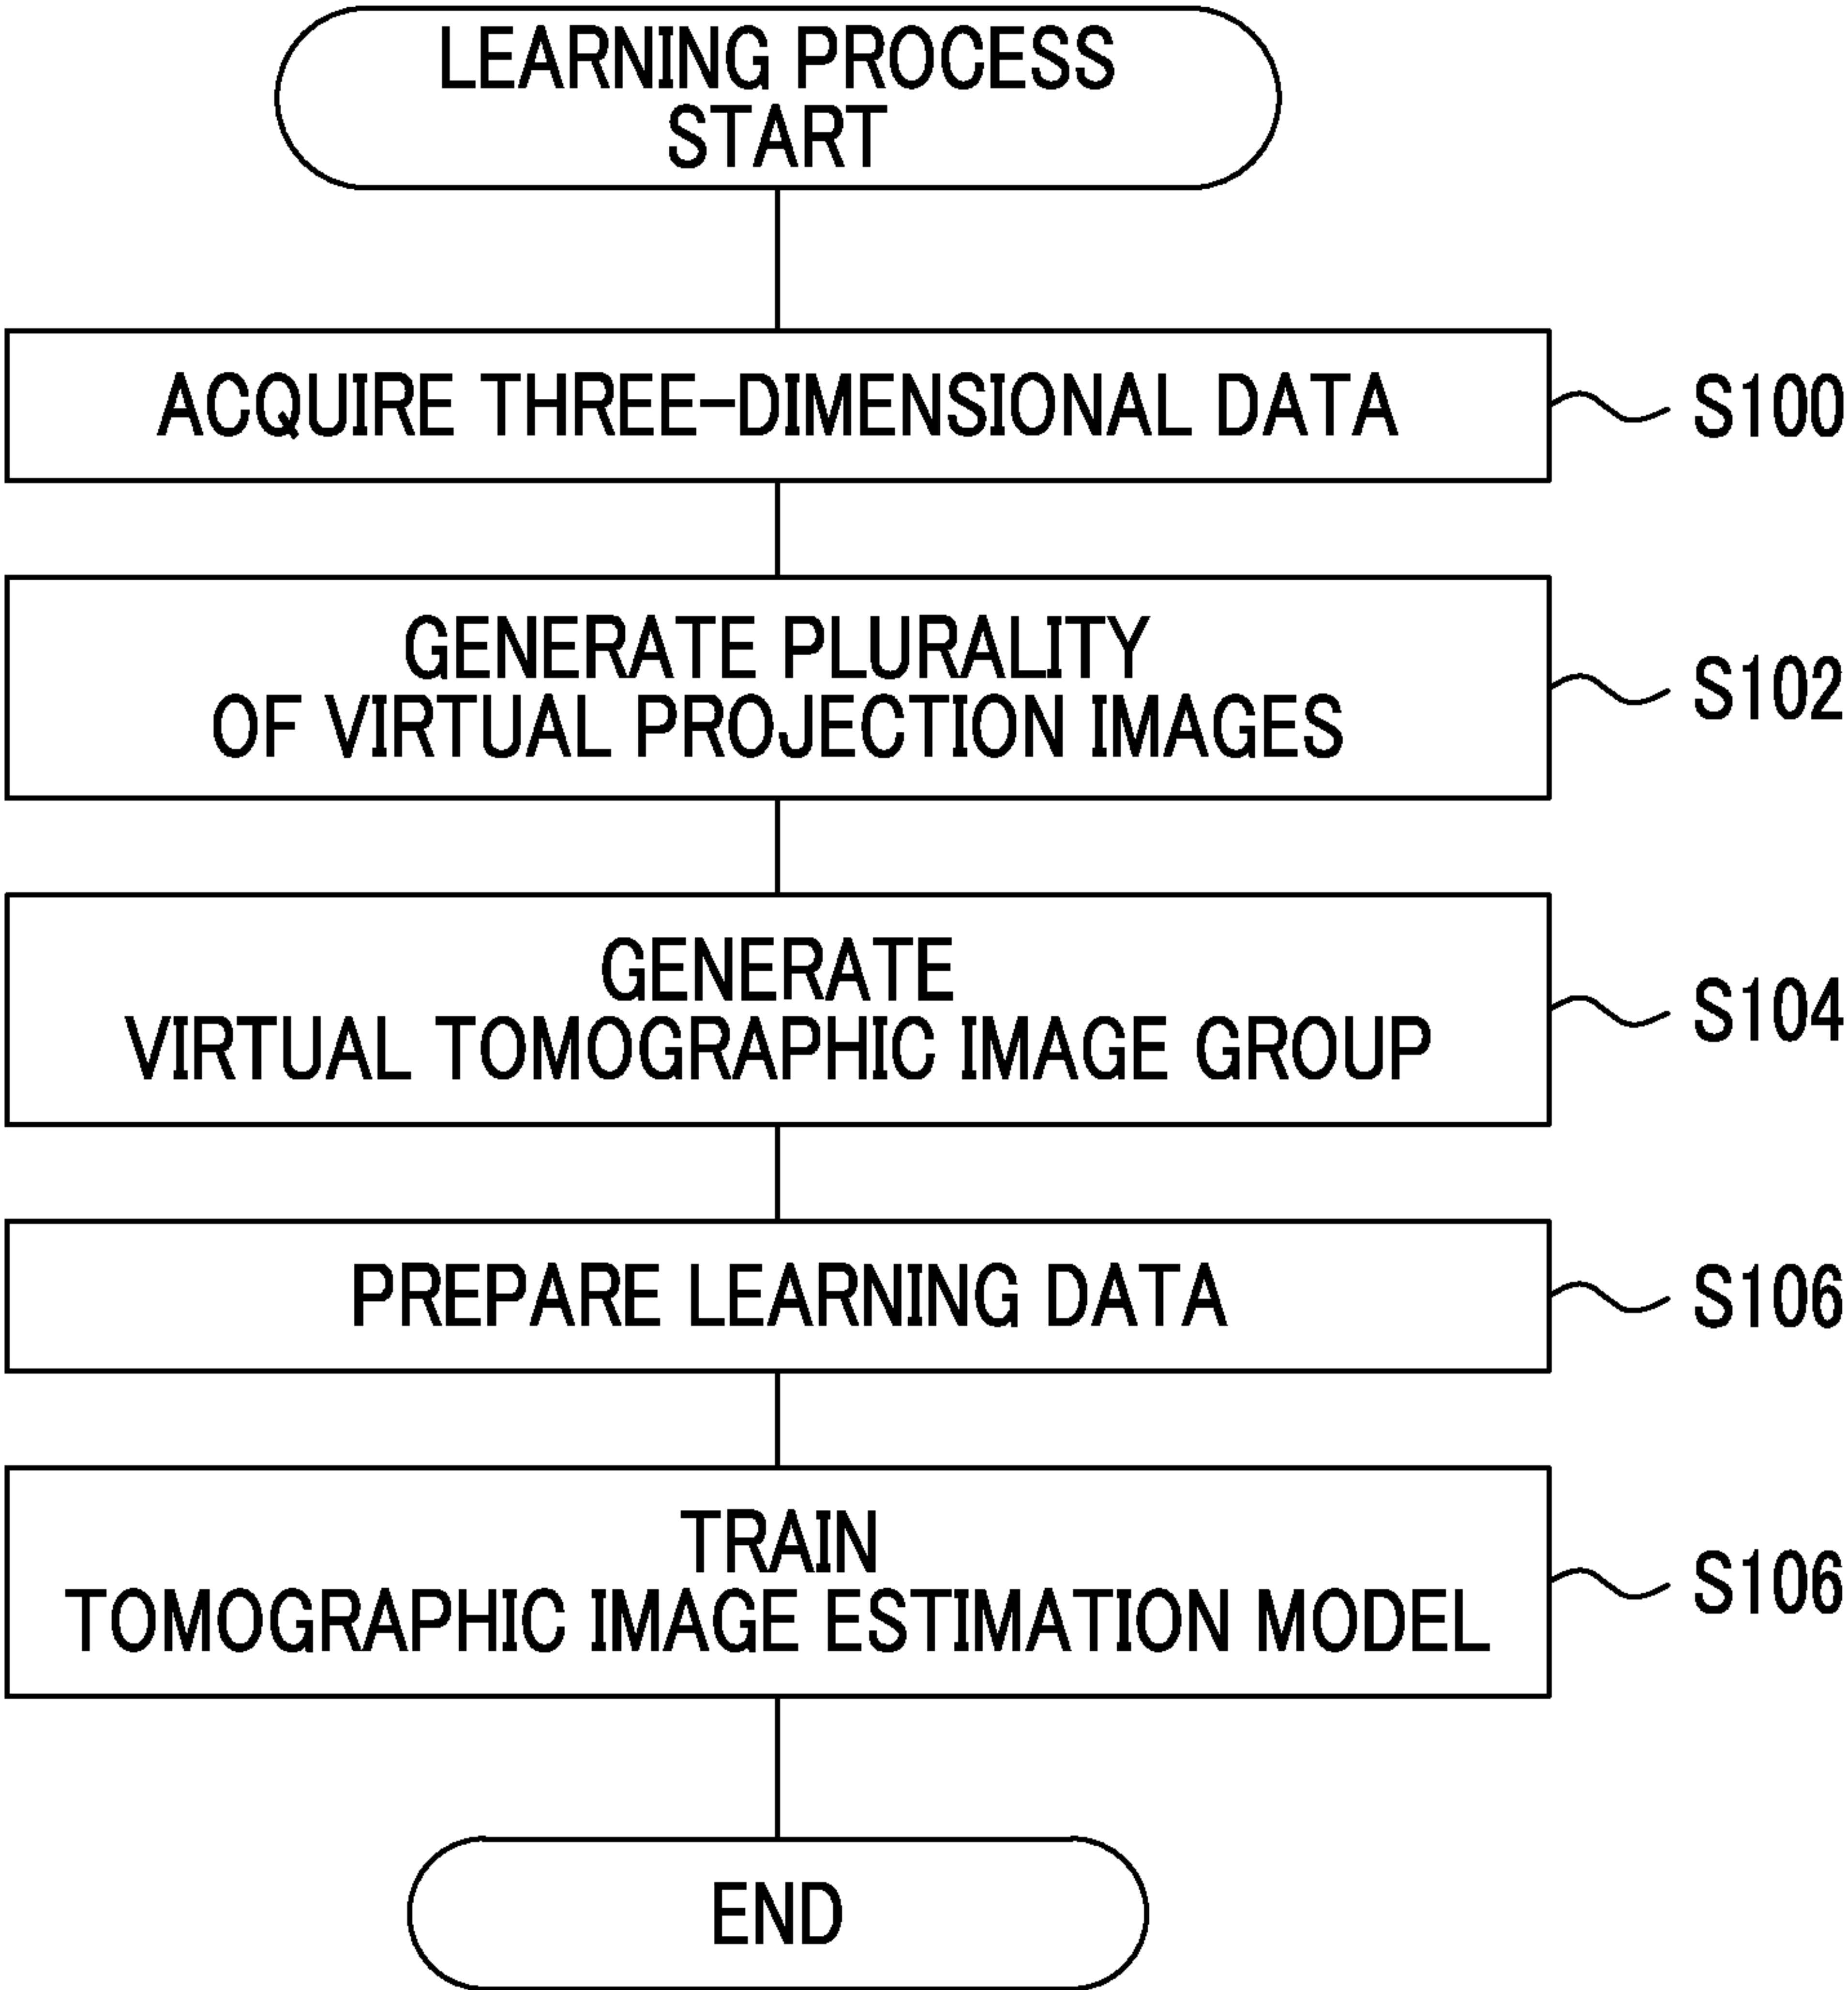 LEARNING PROCESS
START
ACQUIRE THREE-DIMENSIONAL DATA
S100
GENERATE PLURALITY
OF VIRTUAL PROJECTION IMAGES
S102
GENERATE
VIRTUAL TOMOGRAPHIC IMAGE GROUP
S104
PREPARE LEARNING DATA
S106
TRAIN
TOMOGRAPHIC IMAGE ESTIMATION MODEL
S106
END